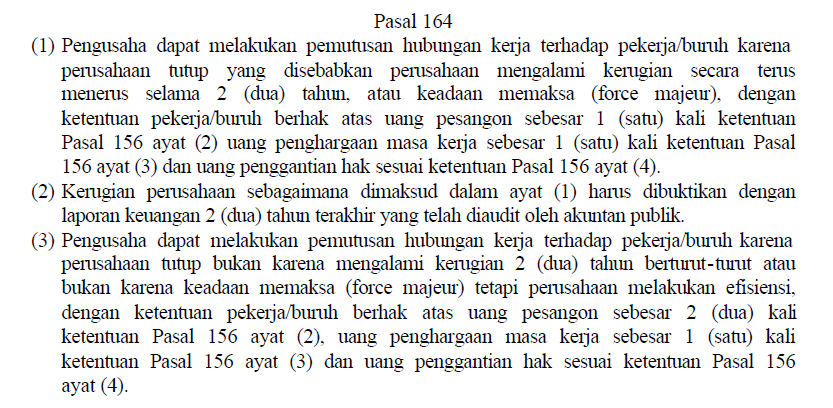 Pasal 164
(1) Pengusaha dapat melakukan pemutusan hubungan kerja terhadap pekerja/buruh karena
perusahaan tutup yang disebabkan perusahaan mengalami kerugian secara terus
menerus selama 2 (dua) tahun, atau keadaan memaksa (force majeur), dengan
ketentuan pekerja/buruh berhak atas uang pesangon sebesar 1 (satu) kali ketentuan
Pasal 156 ayat (2) uang penghargaan masa kerja sebesar 1 (satu) kali ketentuan Pasal
156 ayat (3) dan uang penggantian hak sesuai ketentuan Pasal 156 ayat (4).
(2) Kerugian perusahaan sebagaimana dimaksud dalam ayat (1) harus dibuktikan dengan
laporan keuangan 2 (dua) tahun terakhir yang telah diaudit oleh akuntan publik.
(3) Pengusaha dapat melakukan pemutusan hubungan kerja terhadap pekerja/buruh karena
perusahaan tutup bukan karena mengalami kerugian 2 (dua) tahun berturut-turut atau
bukan karena keadaan memaksa (force majeur) tetapi perusahaan melakukan efisiensi,
dengan ketentuan pekerja/buruh berhak atas uang pesangon sebesar 2 (dua) kali
ketentuan Pasal 156 ayat (2), uang penghargaan masa kerja sebesar 1 (satu) kali
ketentuan Pasal 156 ayat (3) dan uang penggantian hak sesuai ketentuan Pasal 156
ayat (4).